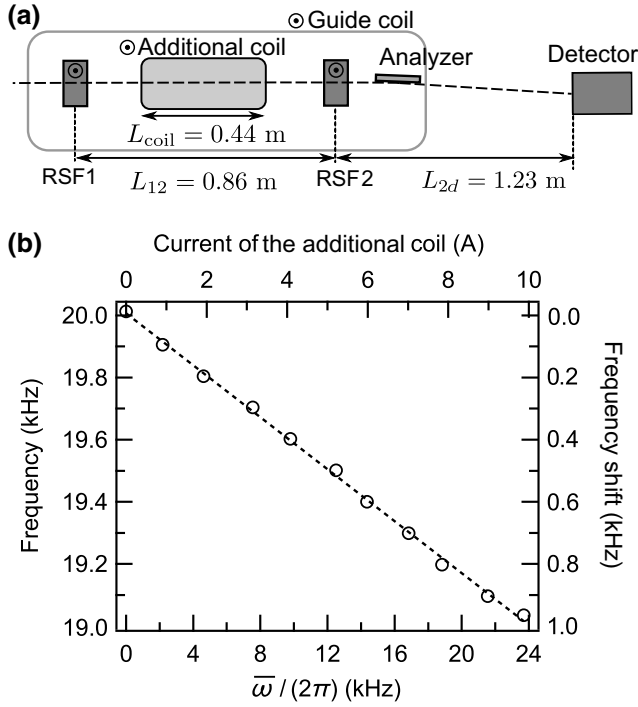 (a)
Guide coil
Additional coil
Analyzer
Detector
L_coil = 0.44 m
RSF1
RSF2
L_12 = 0.86 m
L_2d = 1.23 m
(b)
Current of the additional coil (A)
0 2 4 6 8 10
20.0
19.8
19.6
19.4
19.2
19.0
Frequency (kHz)
0.0
0.2
0.4
0.6
0.8
1.0
Frequency shift (kHz)
0 4 8 12 16 20 24
ω̅ / (2π) (kHz)